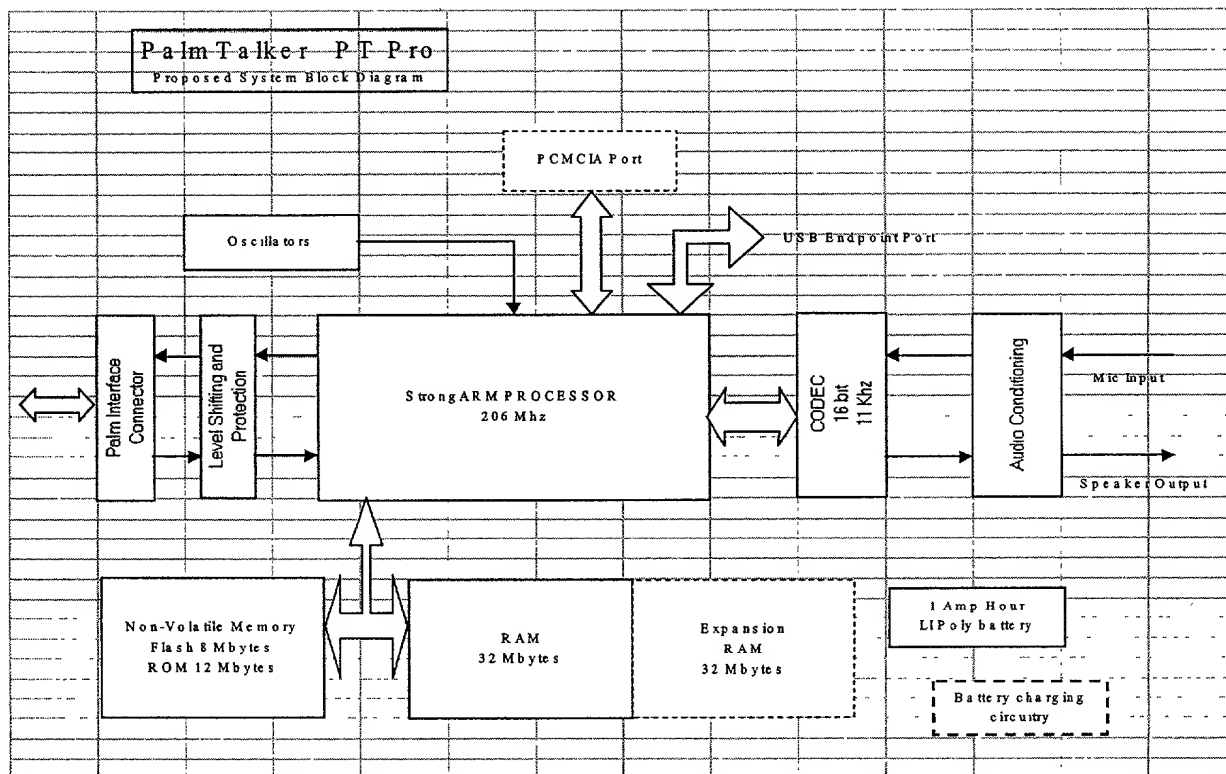 PalmTalker PT Pro
Proposed System Block Diagram
PCMCIA Port
Oscillators
USB Endpoint Port
Palm Interface
Connector
Level Shifting and
Protection
StrongARM PROCESSOR
206 Mhz
CODEC
16 bit
11 Khz
Audio Conditioning
Mic Input
Speaker Output
Non-Volatile Memory
Flash 8 Mbytes
ROM 12 Mbytes
RAM
32 Mbytes
Expansion
RAM
32 Mbytes
1 Amp Hour
LIPoly battery
Battery charging
circuitry